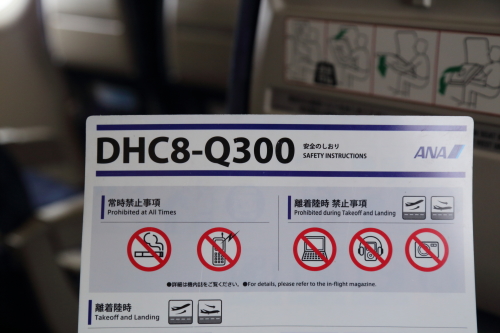 DHC8-Q300
安全のしおり
SAFETY INSTRUCTIONS
ANA
常時禁止事項
Prohibited at All Times
離着陸時 禁止事項
Prohibited during Takeoff and Landing
●詳細は機内誌をご覧ください。 ●For details, please refer to the in-flight magazine.
離着陸時
Takeoff and Landing